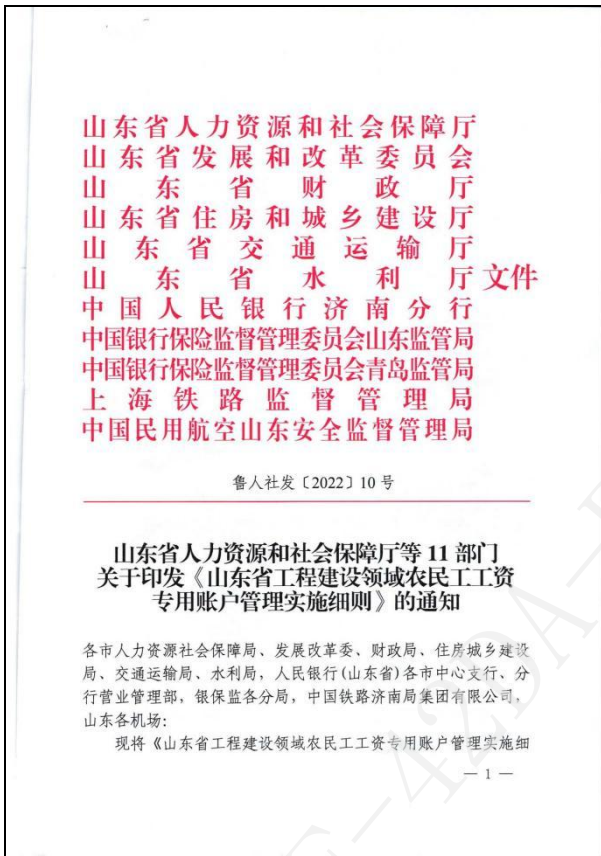 山东省人力资源和社会保障厅
山东省发展和改革委员会
山东省财政厅
山东省住房和城乡建设厅
山东省交通运输厅
山东省水利厅 文件
中国人民银行济南分行
中国银行保险监督管理委员会山东监管局
中国银行保险监督管理委员会青岛监管局
上海铁路监督管理局
中国民用航空山东安全监督管理局
鲁人社发〔2022〕10号
山东省人力资源和社会保障厅等11部门
关于印发《山东省工程建设领域农民工工资
专用账户管理实施细则》的通知
各市人力资源社会保障局、发展改革委、财政局、住房城乡建设
局、交通运输局、水利局，人民银行(山东省)各市中心支行、分
行营业管理部，银保监各分局，中国铁路济南局集团有限公司，
山东各机场：
现将《山东省工程建设领域农民工工资专用账户管理实施细
— 1 —